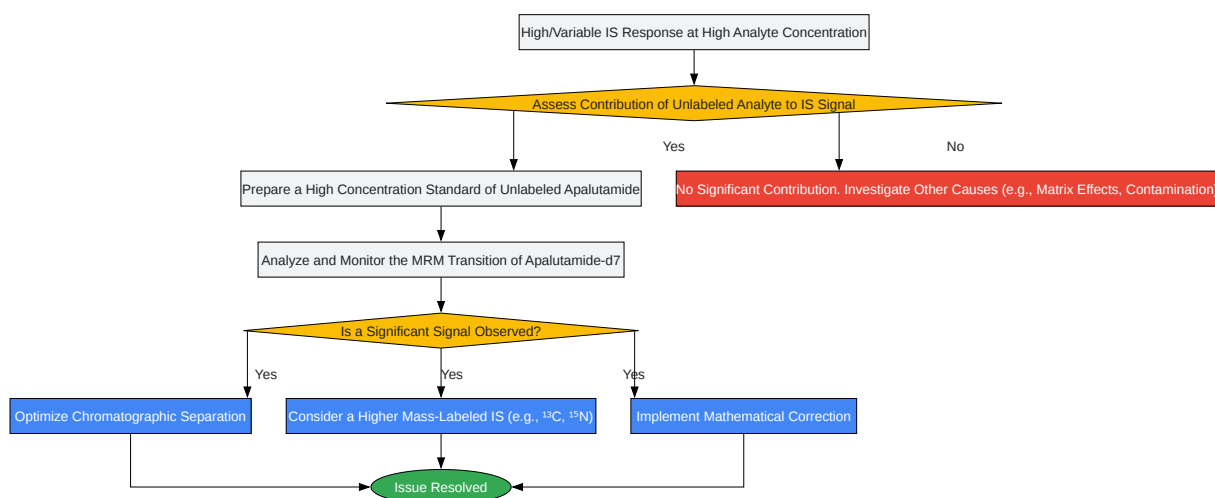 High/Variable IS Response at High Analyte Concentration
Assess Contribution of Unlabeled Analyte to IS Signal
Yes
No
Prepare a High Concentration Standard of Unlabeled Apalutamide
No Significant Contribution. Investigate Other Causes (e.g., Matrix Effects, Contamination)
Analyze and Monitor the MRM Transition of Apalutamide-d7
Is a Significant Signal Observed?
Yes
Yes
Yes
Optimize Chromatographic Separation
Consider a Higher Mass-Labeled IS (e.g., ¹³C, ¹⁵N)
Implement Mathematical Correction
Issue Resolved